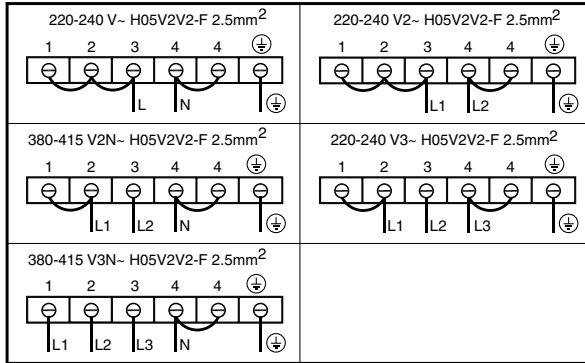 220-240 V~ H05V2V2-F 2.5mm²
1 2 3 4 4
L N
220-240 V2~ H05V2V2-F 2.5mm²
1 2 3 4 4
L1 L2
380-415 V2N~ H05V2V2-F 2.5mm²
1 2 3 4 4
L1 L2 N
220-240 V3~ H05V2V2-F 2.5mm²
1 2 3 4 4
L1 L2 L3
380-415 V3N~ H05V2V2-F 2.5mm²
1 2 3 4 4
L1 L2 L3 N